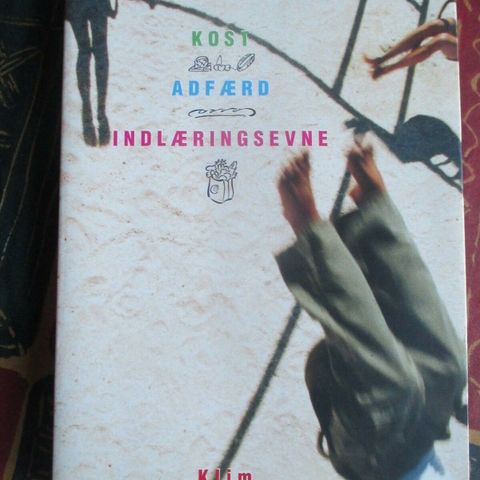 KOST
ADFÆRD
INDLÆRINGSEVNE
Klim